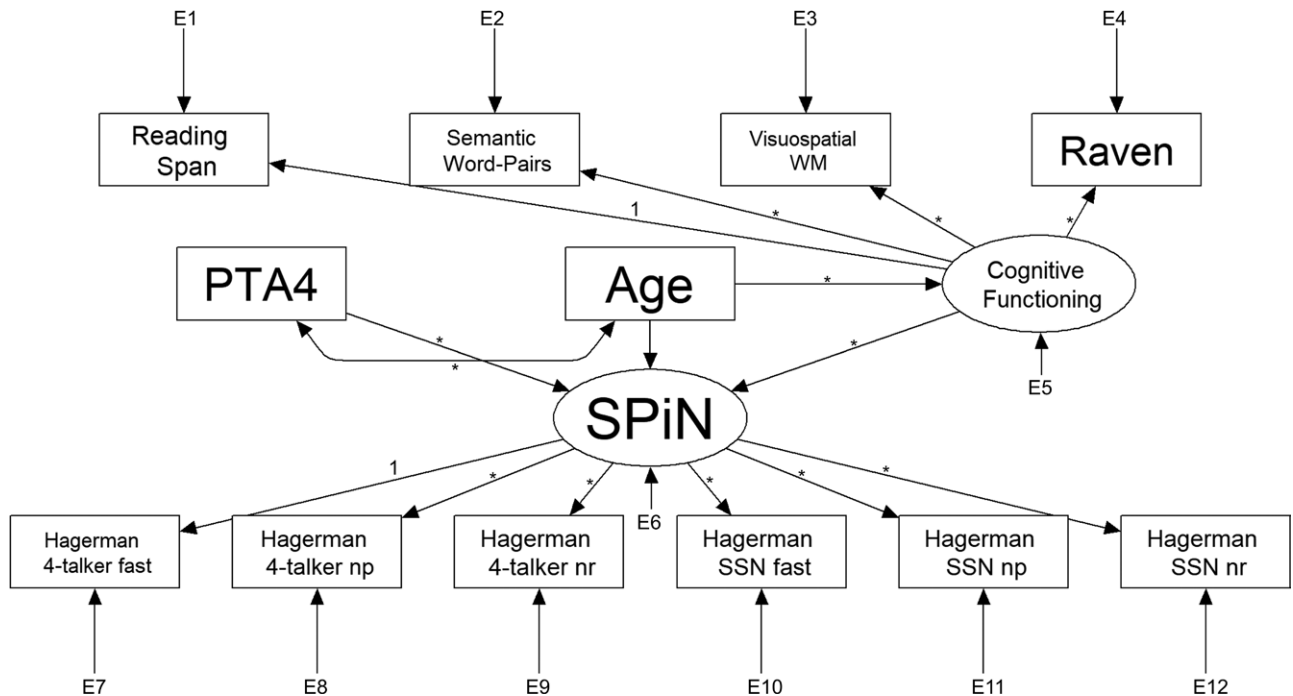 E1
E2
E3
E4
Reading
Span
Semantic
Word-Pairs
Visuospatial
WM
Raven
1
*
*
*
PTA4
Age
*
Cognitive
Functioning
*
*
*
E5
SPiN
1
*
*
*
*
*
E6
Hagerman
4-talker fast
Hagerman
4-talker np
Hagerman
4-talker nr
Hagerman
SSN fast
Hagerman
SSN np
Hagerman
SSN nr
E7
E8
E9
E10
E11
E12